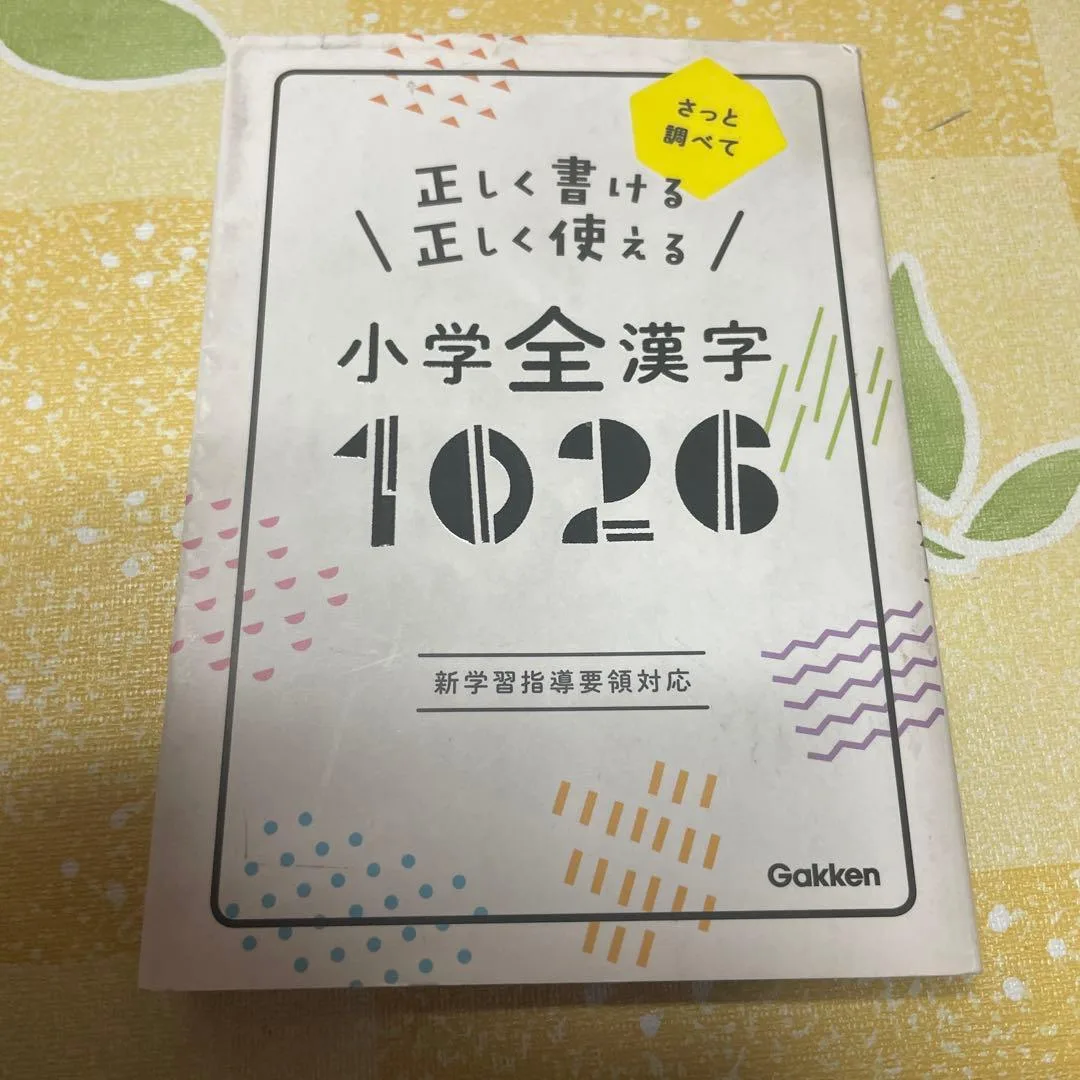 さっと
調べて
正しく書ける
正しく使える
小学全漢字
1026
新学習指導要領対応
Gakken